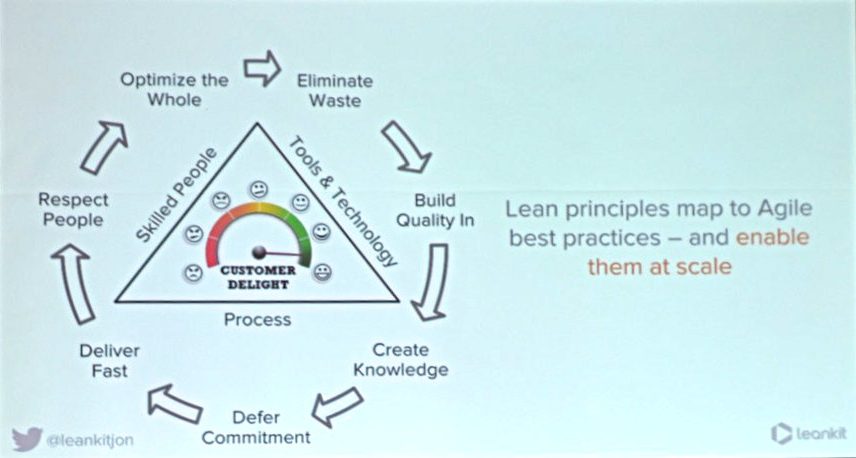 Optimize the
Whole
Eliminate
Waste
Build
Quality In
Create
Knowledge
Defer
Commitment
Deliver
Fast
Respect
People
Skilled People
Tools & Technology
Process
CUSTOMER
DELIGHT
Lean principles map to Agile
best practices – and enable
them at scale
@leankitjon
leankit